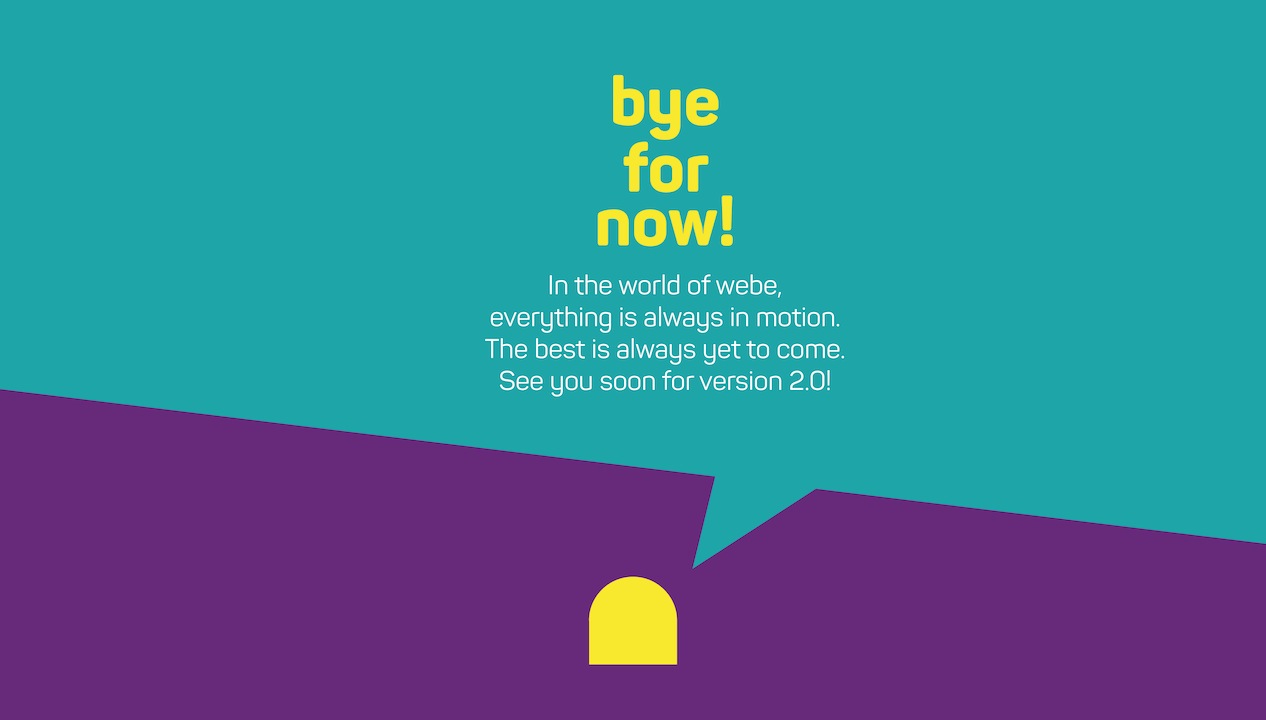 bye
for
now!
In the world of webe,
everything is always in motion.
The best is always yet to come.
See you soon for version 2.0!